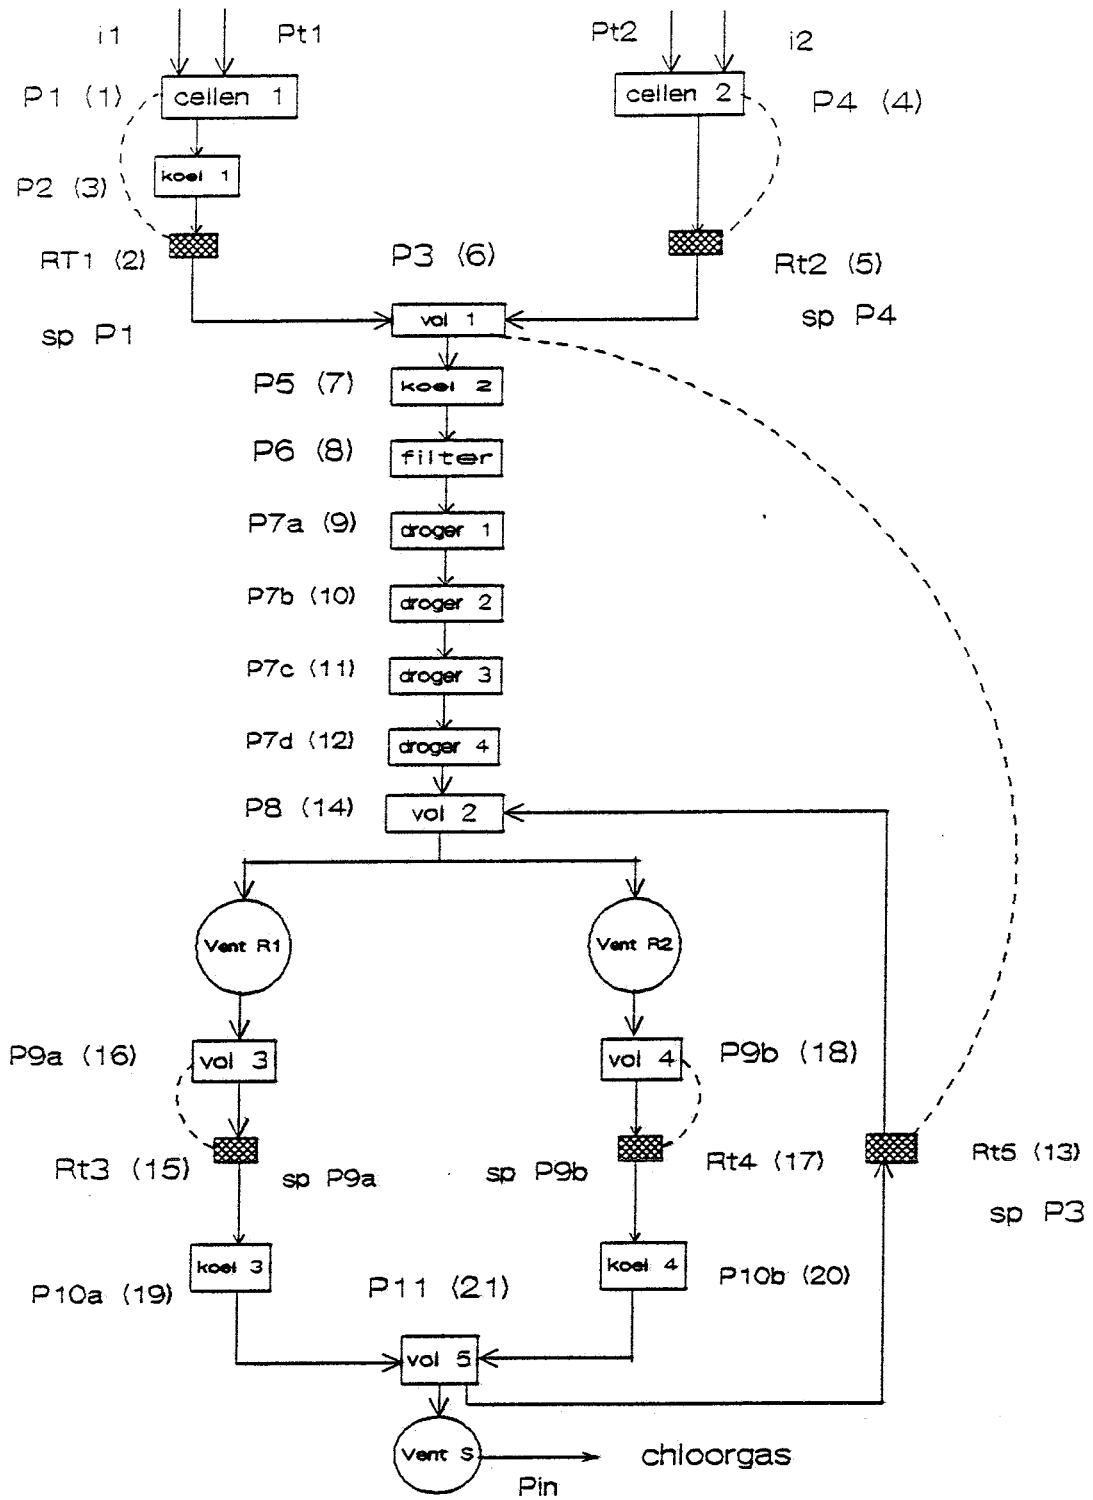 i1
Pt1
Pt2
i2
P1 (1)
cellen 1
cellen 2
P4 (4)
P2 (3)
koel 1
RT1 (2)
sp P1
P3 (6)
Rt2 (5)
sp P4
vol 1
P5 (7)
koel 2
P6 (8)
filter
P7a (9)
droger 1
P7b (10)
droger 2
P7c (11)
droger 3
P7d (12)
droger 4
P8 (14)
vol 2
Vent R1
Vent R2
P9a (16)
vol 3
vol 4
P9b (18)
Rt3 (15)
sp P9a
sp P9b
Rt4 (17)
Rt5 (13)
sp P3
koel 3
koel 4
P10a (19)
P11 (21)
P10b (20)
vol 5
Vent S
chloorgas
Pin